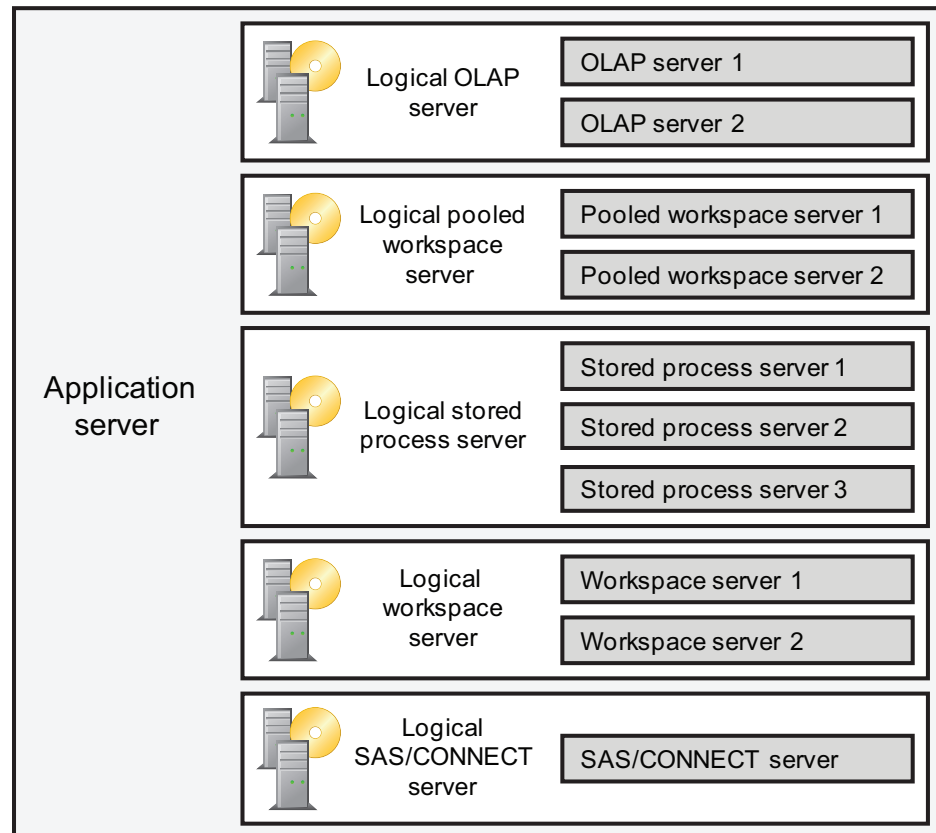 Application
server
Logical OLAP
server
OLAP server 1
OLAP server 2
Logical pooled
workspace
server
Pooled workspace server 1
Pooled workspace server 2
Logical stored
process server
Stored process server 1
Stored process server 2
Stored process server 3
Logical
workspace
server
Workspace server 1
Workspace server 2
Logical
SAS/CONNECT
server
SAS/CONNECT server